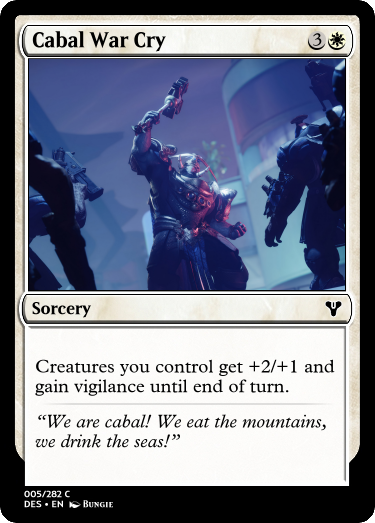 Cabal War Cry 3
Sorcery
Creatures you control get +2/+1 and
gain vigilance until end of turn.
“We are cabal! We eat the mountains,
we drink the seas!”
005/282 C
DES • EN Bungie